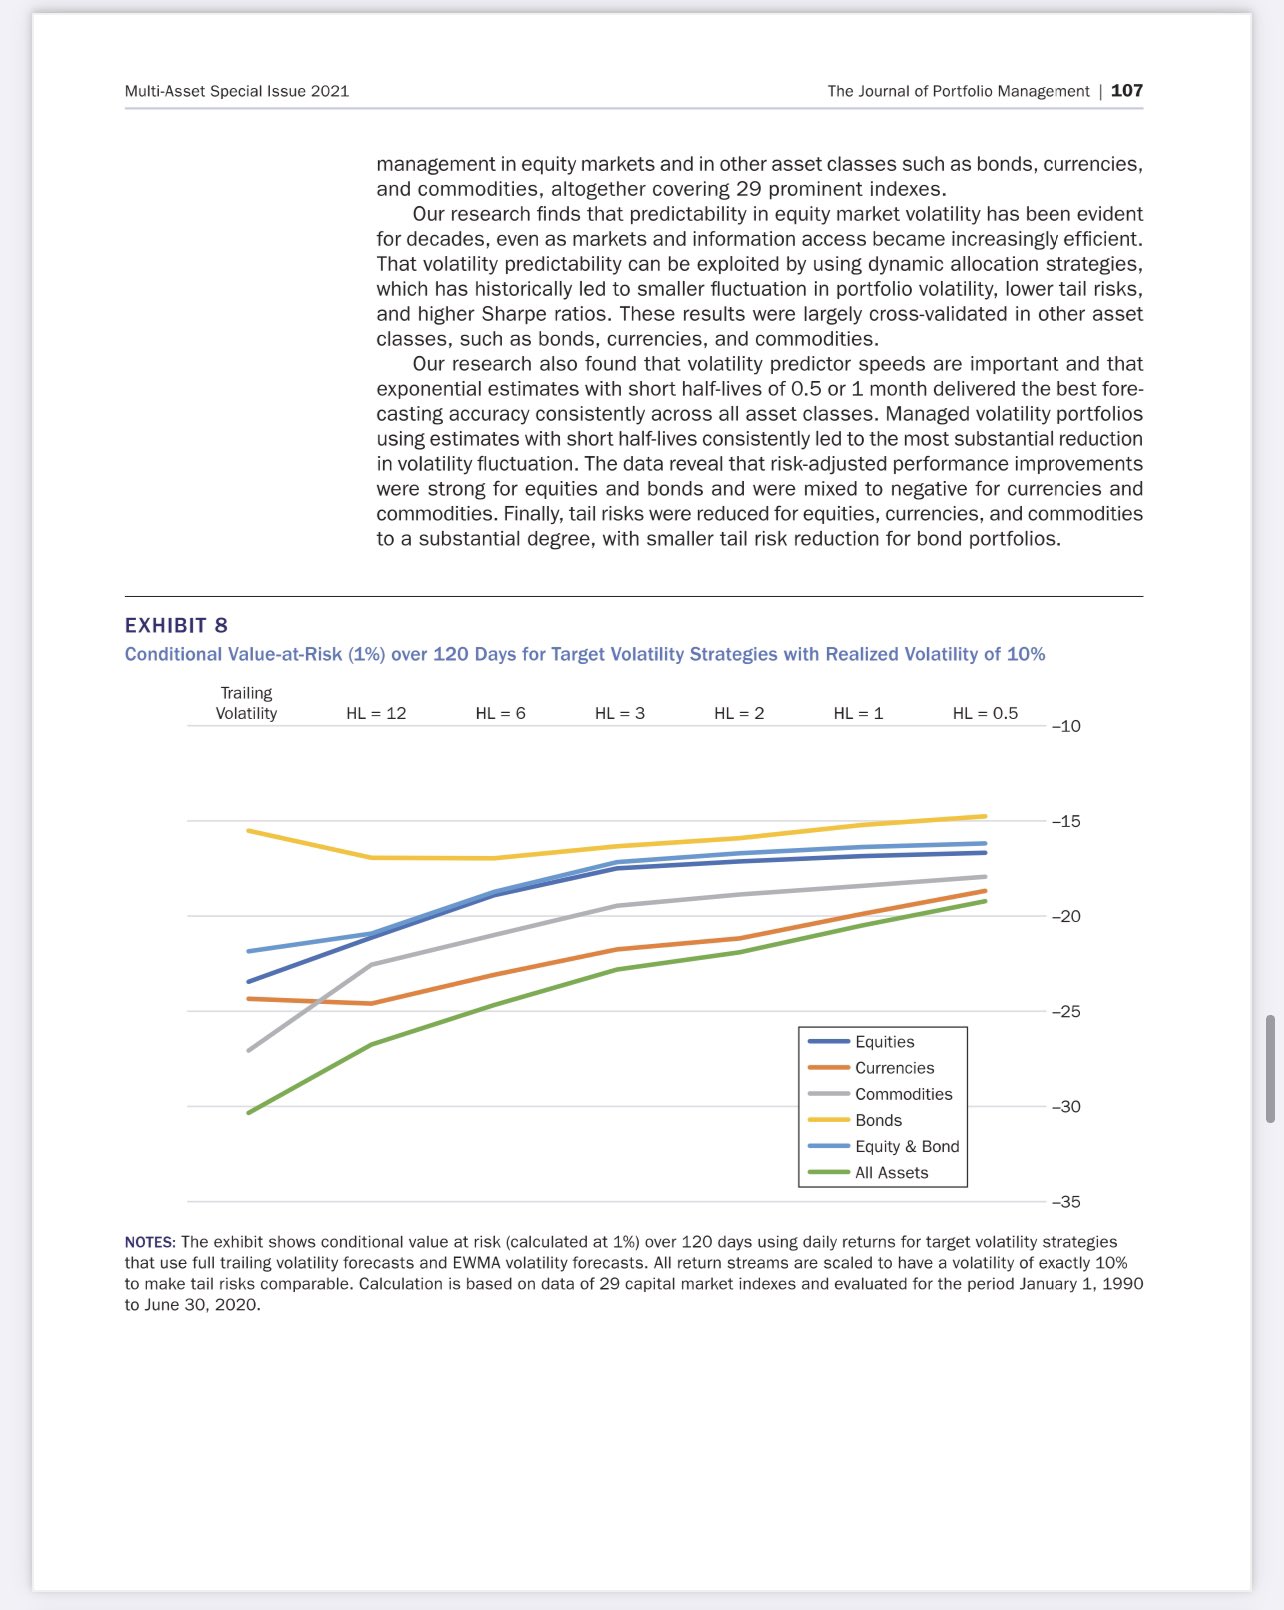 Multi-Asset Special Issue 2021
The Journal of Portfolio Management | 107
management in equity markets and in other asset classes such as bonds, currencies,
and commodities, altogether covering 29 prominent indexes.
Our research finds that predictability in equity market volatility has been evident
for decades, even as markets and information access became increasingly efficient.
That volatility predictability can be exploited by using dynamic allocation strategies,
which has historically led to smaller fluctuation in portfolio volatility, lower tail risks,
and higher Sharpe ratios. These results were largely cross-validated in other asset
classes, such as bonds, currencies, and commodities.
Our research also found that volatility predictor speeds are important and that
exponential estimates with short half-lives of 0.5 or 1 month delivered the best fore-
casting accuracy consistently across all asset classes. Managed volatility portfolios
using estimates with short half-lives consistently led to the most substantial reduction
in volatility fluctuation. The data reveal that risk-adjusted performance improvements
were strong for equities and bonds and were mixed to negative for currencies and
commodities. Finally, tail risks were reduced for equities, currencies, and commodities
to a substantial degree, with smaller tail risk reduction for bond portfolios.
EXHIBIT 8
Conditional Value-at-Risk (1%) over 120 Days for Target Volatility Strategies with Realized Volatility of 10%
Trailing
Volatility
HL = 12
HL = 6
HL = 3
HL = 2
HL = 1
HL = 0.5
–10
–15
–20
–25
–30
–35
Equities
Currencies
Commodities
Bonds
Equity & Bond
All Assets
NOTES: The exhibit shows conditional value at risk (calculated at 1%) over 120 days using daily returns for target volatility strategies
that use full trailing volatility forecasts and EWMA volatility forecasts. All return streams are scaled to have a volatility of exactly 10%
to make tail risks comparable. Calculation is based on data of 29 capital market indexes and evaluated for the period January 1, 1990
to June 30, 2020.